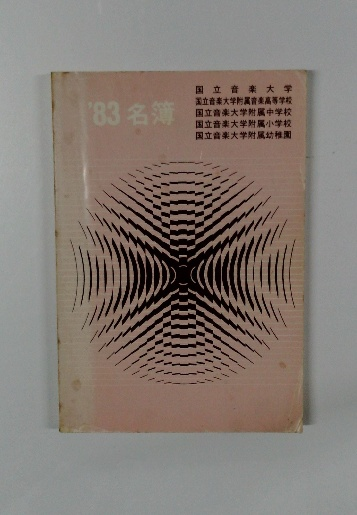 '83 名簿
国立音楽大学
国立音楽大学附属音楽高等学校
国立音楽大学附属中学校
国立音楽大学附属小学校
国立音楽大学附属幼稚園